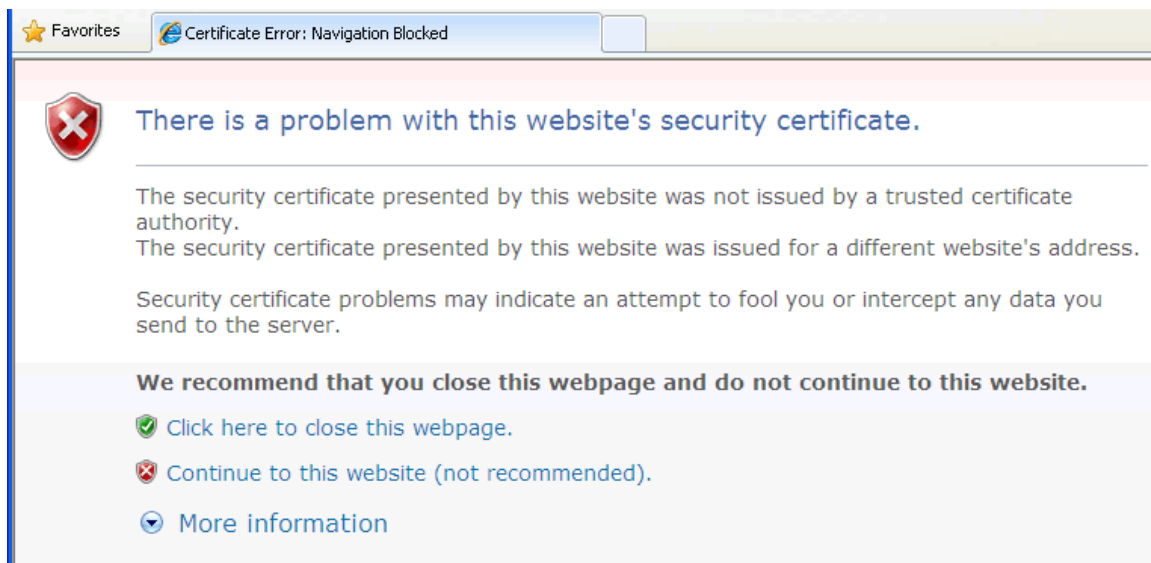 Favorites
Certificate Error: Navigation Blocked
There is a problem with this website's security certificate.
The security certificate presented by this website was not issued by a trusted certificate
authority.
The security certificate presented by this website was issued for a different website's address.
Security certificate problems may indicate an attempt to fool you or intercept any data you
send to the server.
We recommend that you close this webpage and do not continue to this website.
Click here to close this webpage.
Continue to this website (not recommended).
More information